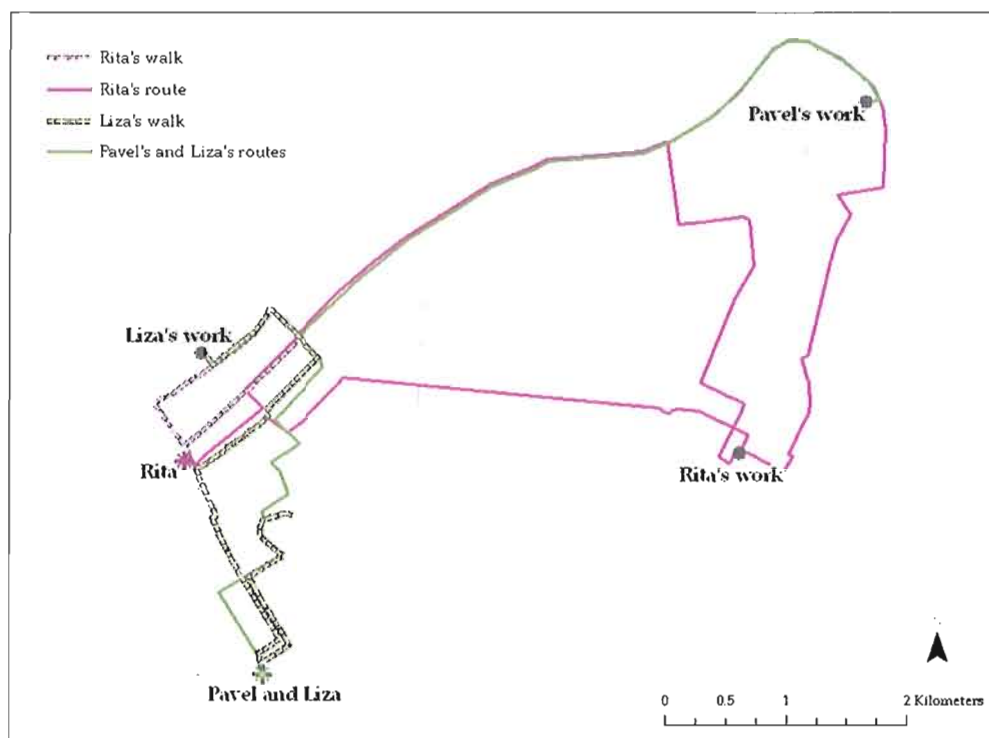 Rita's walk
Rita's route
Liza's walk
Pavel's and Liza's routes
Pavel's work
Liza's work
Rita
Rita's work
Pavel and Liza
0 0.5 1 2 Kilometers